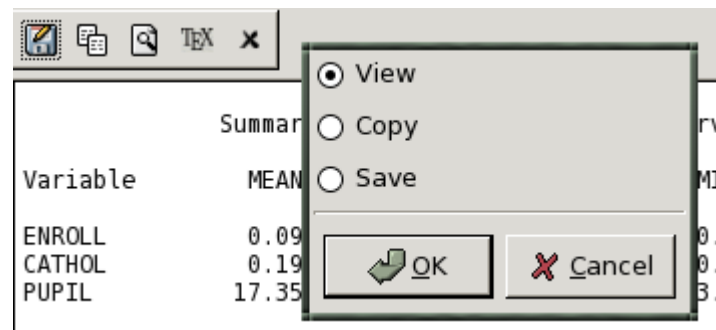 TEX
View
Summar Copy rv
Variable MEAN Save MI
ENROLL 0.09 0.
CATHOL 0.19 OK Cancel 0.
PUPIL 17.35 3.